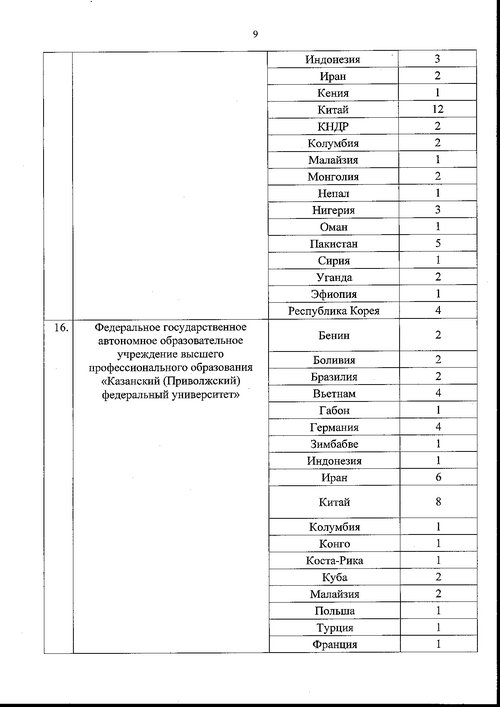 9
Индонезия 3
Иран 2
Кения 1
Китай 12
КНДР 2
Колумбия 2
Малайзия 1
Монголия 2
Непал 1
Нигерия 3
Оман 1
Пакистан 5
Сирия 1
Уганда 2
Эфиопия 1
Республика Корея 4
16. Федеральное государственное
автономное образовательное
учреждение высшего
профессионального образования
«Казанский (Приволжский)
федеральный университет»
Бенин 2
Боливия 2
Бразилия 2
Вьетнам 4
Габон 1
Германия 4
Зимбабве 1
Индонезия 1
Иран 6
Китай 8
Колумбия 1
Конго 1
Коста-Рика 1
Куба 2
Малайзия 2
Польша 1
Турция 1
Франция 1